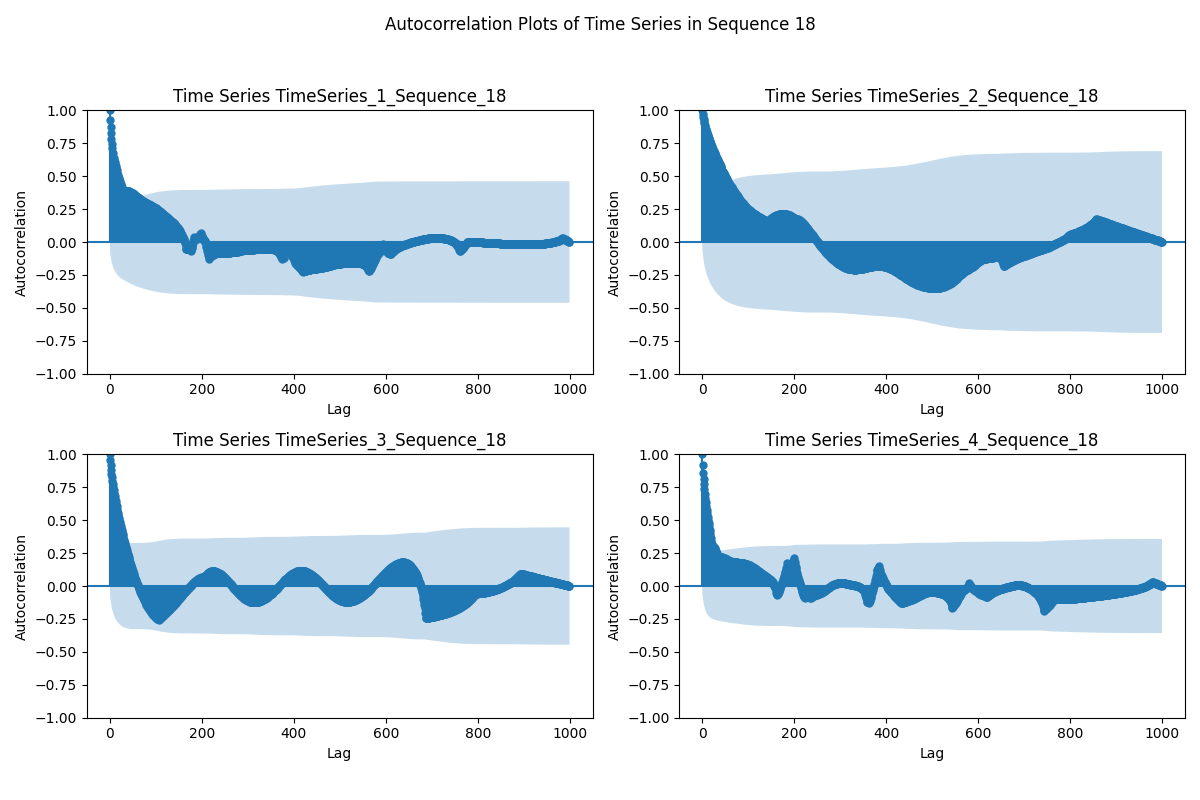 Autocorrelation Plots of Time Series in Sequence 18
Time Series TimeSeries_1_Sequence_18
Autocorrelation
1.00
0.75
0.50
0.25
0.00
−0.25
−0.50
−0.75
−1.00
0 200 400 600 800 1000
Lag
Time Series TimeSeries_2_Sequence_18
Autocorrelation
1.00
0.75
0.50
0.25
0.00
−0.25
−0.50
−0.75
−1.00
0 200 400 600 800 1000
Lag
Time Series TimeSeries_3_Sequence_18
Autocorrelation
1.00
0.75
0.50
0.25
0.00
−0.25
−0.50
−0.75
−1.00
0 200 400 600 800 1000
Lag
Time Series TimeSeries_4_Sequence_18
Autocorrelation
1.00
0.75
0.50
0.25
0.00
−0.25
−0.50
−0.75
−1.00
0 200 400 600 800 1000
Lag